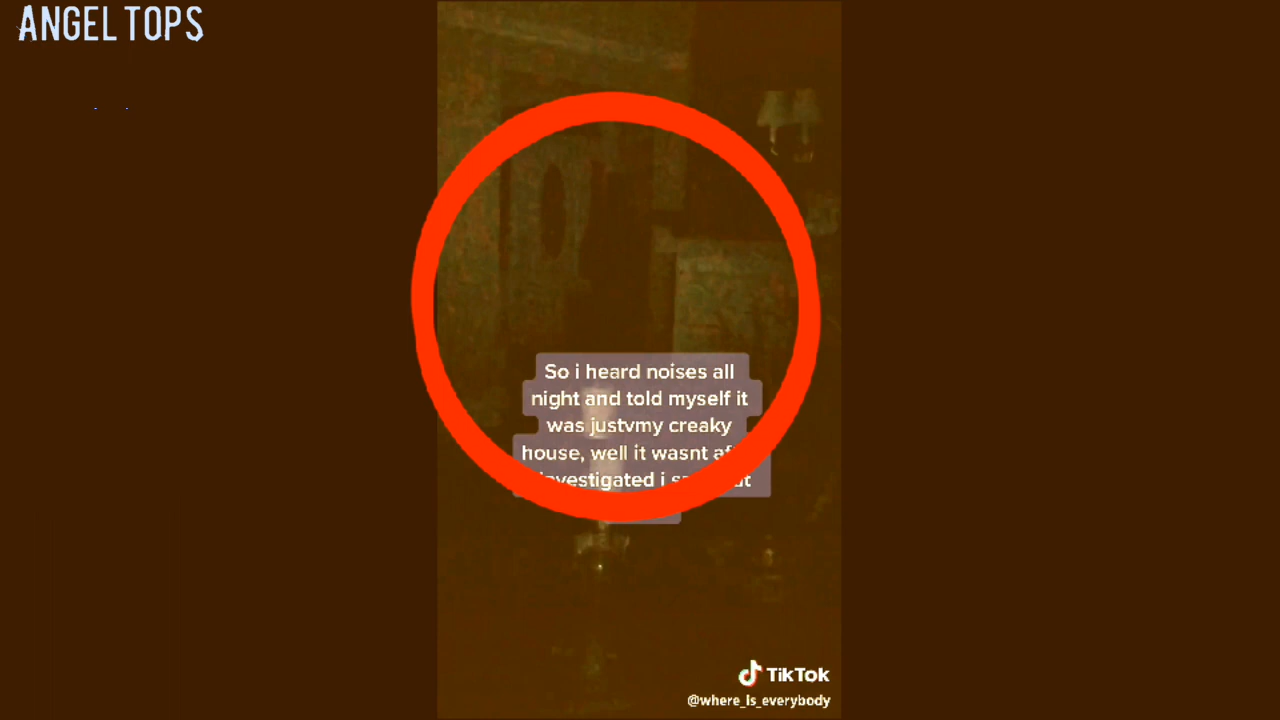 ANGEL TOPS
So i heard noises all
night and told myself it
was justvmy creaky
house, well it wasnt
investigated i
TikTok
@where_is_everybody